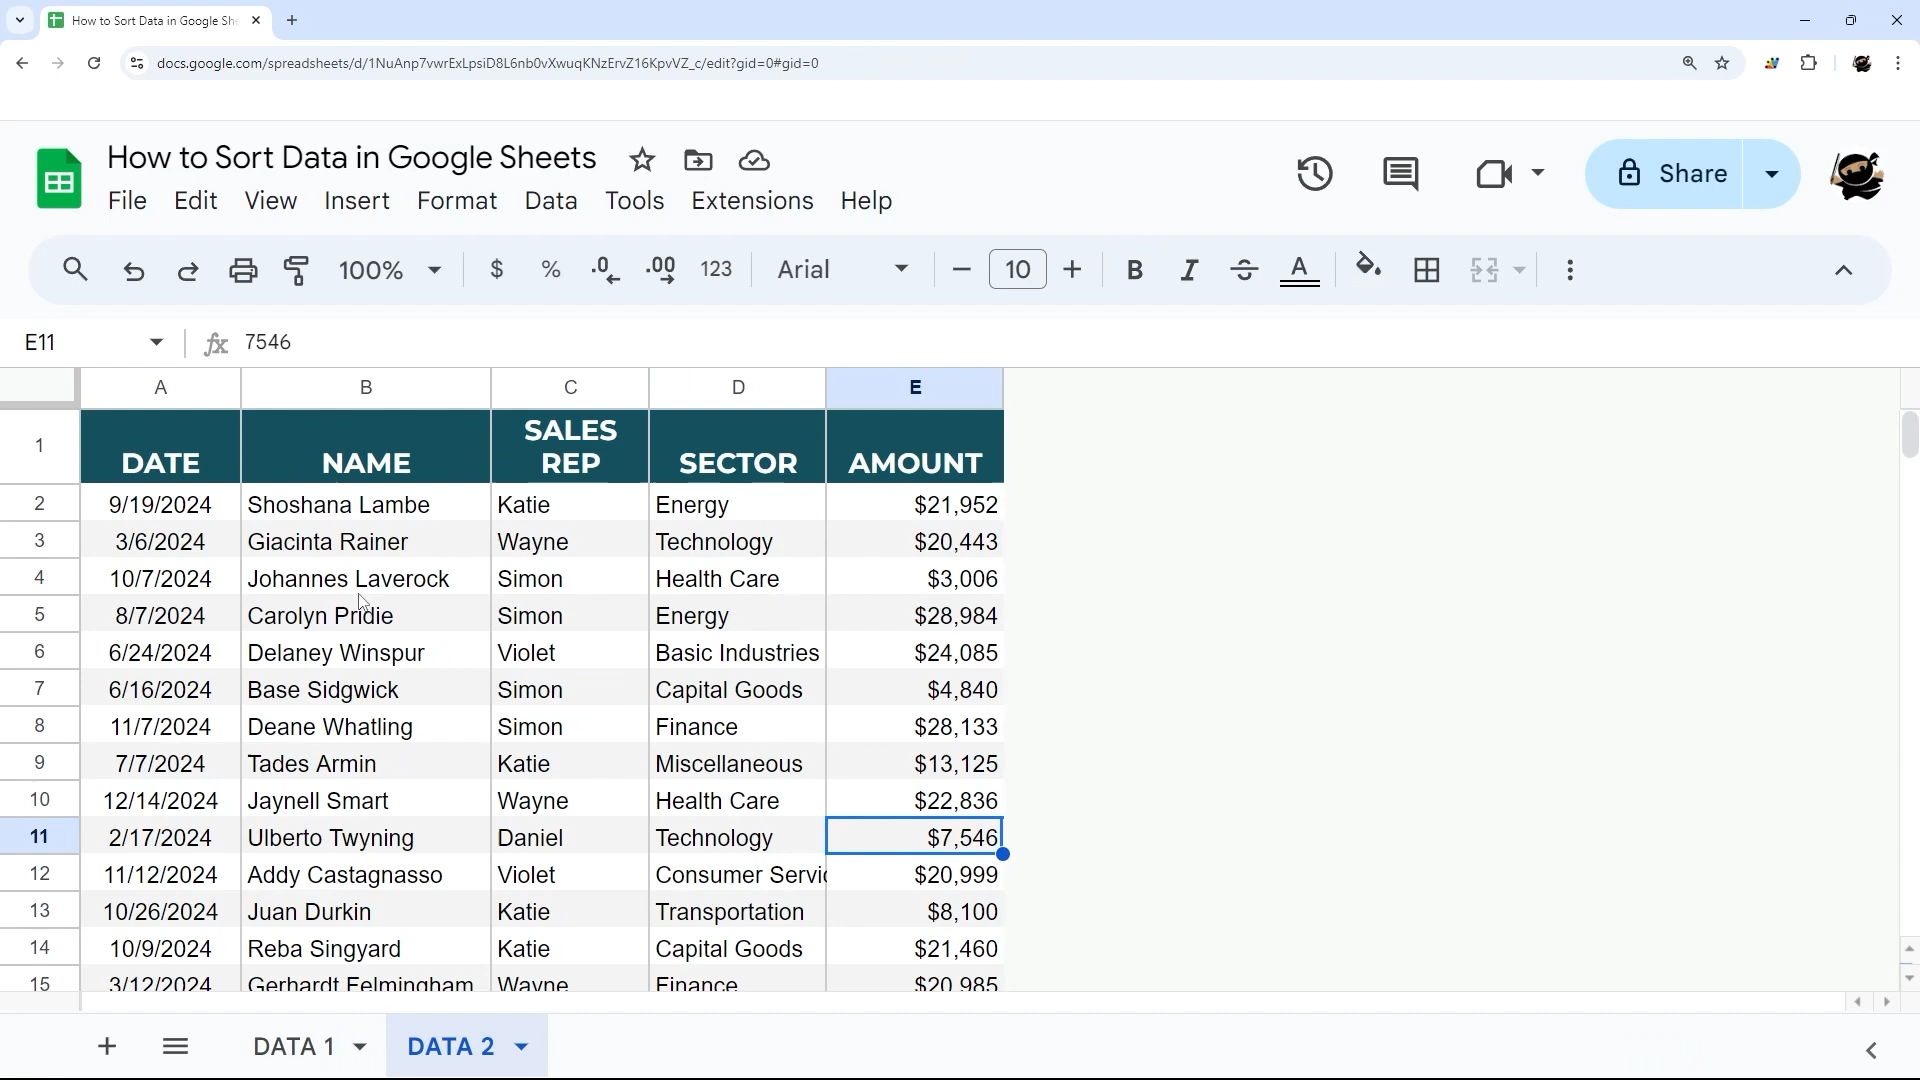 How to Sort Data in Google She
docs.google.com/spreadsheets/d/1NuAnp7vwrExLpsiD8L6nb0vXwuqKNzErvZ16KpvVZ_c/edit?gid=0#gid=0
How to Sort Data in Google Sheets
File Edit View Insert Format Data Tools Extensions Help
Share
100% $ % .0 .00 123 Arial 10 B I S A
E11 fx 7546
A B C D E
1 DATE NAME SALES REP SECTOR AMOUNT
2 9/19/2024 Shoshana Lambe Katie Energy $21,952
3 3/6/2024 Giacinta Rainer Wayne Technology $20,443
4 10/7/2024 Johannes Laverock Simon Health Care $3,006
5 8/7/2024 Carolyn Pridie Simon Energy $28,984
6 6/24/2024 Delaney Winspur Violet Basic Industries $24,085
7 6/16/2024 Base Sidgwick Simon Capital Goods $4,840
8 11/7/2024 Deane Whatling Simon Finance $28,133
9 7/7/2024 Tades Armin Katie Miscellaneous $13,125
10 12/14/2024 Jaynell Smart Wayne Health Care $22,836
11 2/17/2024 Ulberto Twyning Daniel Technology $7,546
12 11/12/2024 Addy Castagnasso Violet Consumer Servic $20,999
13 10/26/2024 Juan Durkin Katie Transportation $8,100
14 10/9/2024 Reba Singyard Katie Capital Goods $21,460
15 3/12/2024 Gerhardt Felmingham Wayne Finance $20,985
DATA 1 DATA 2